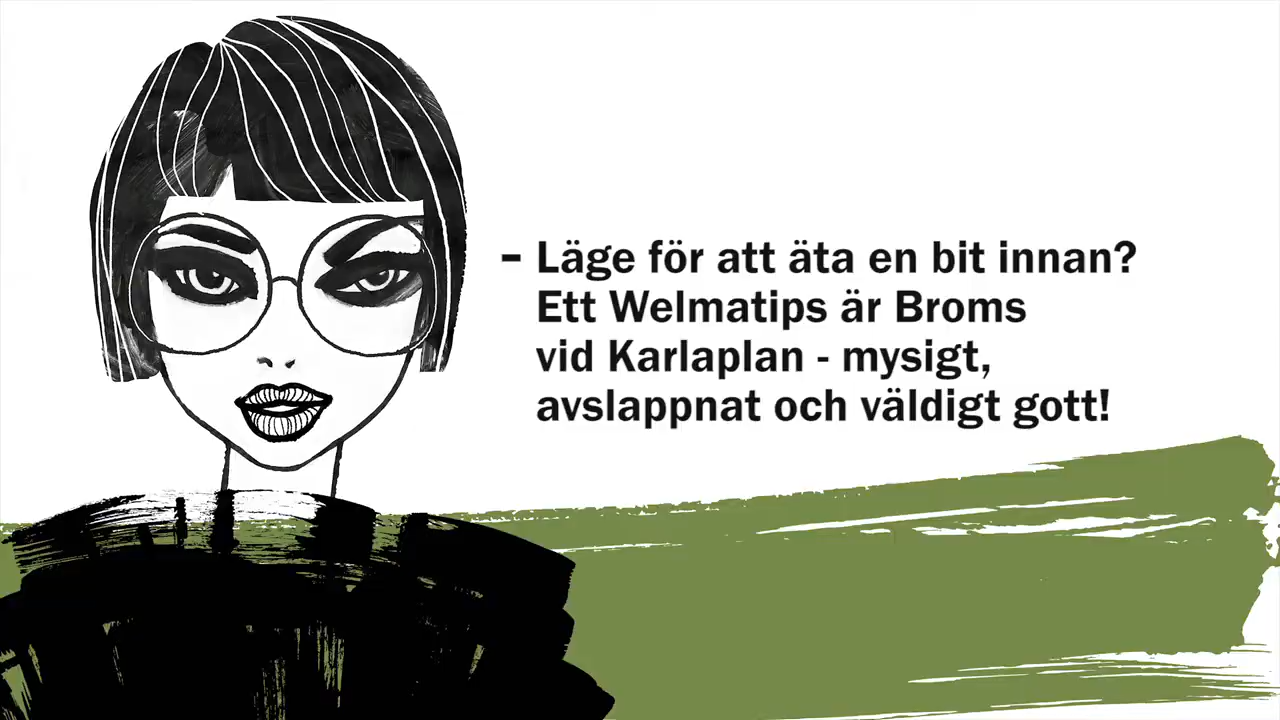 - Läge för att äta en bit innan?
Ett Welmatips är Broms
vid Karlaplan - mysigt,
avslappnat och väldigt gott!